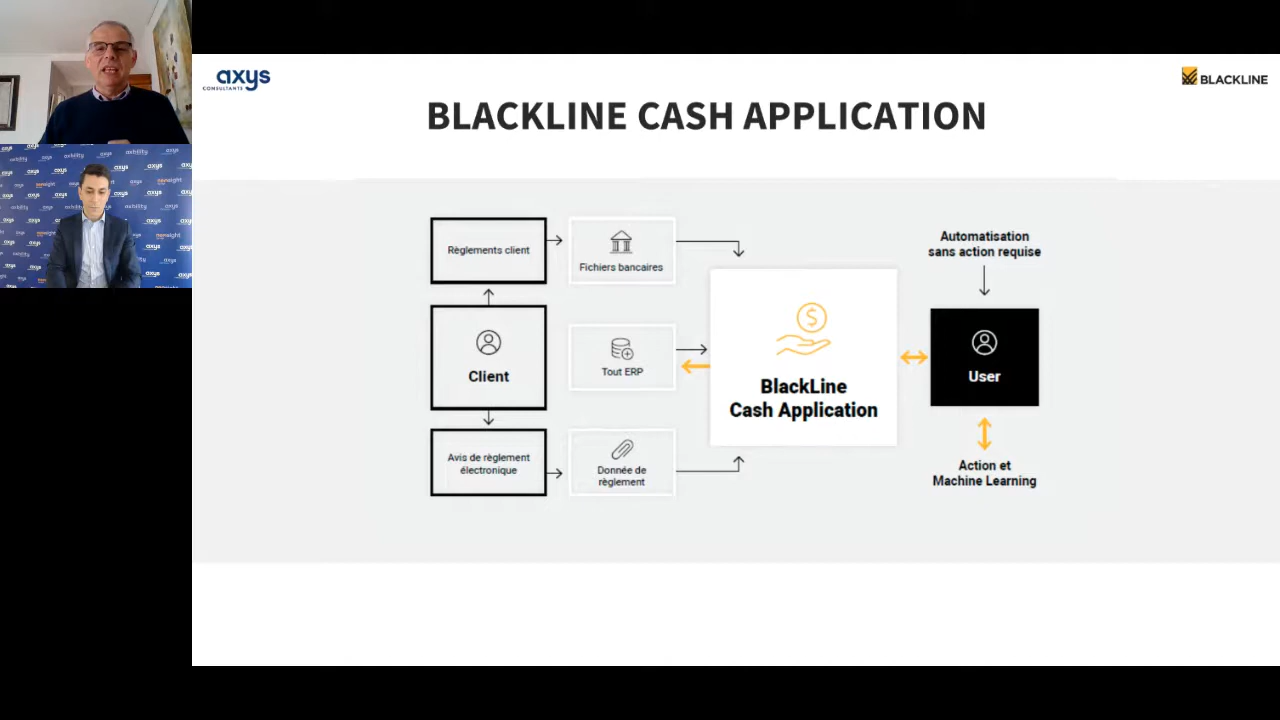 axys
CONSULTANTS
BLACKLINE
BLACKLINE CASH APPLICATION
Règlements client
Fichiers bancaires
Automatisation
sans action requise
Client
Tout ERP
BlackLine
Cash Application
User
Avis de règlement
électronique
Donnée de
règlement
Action et
Machine Learning